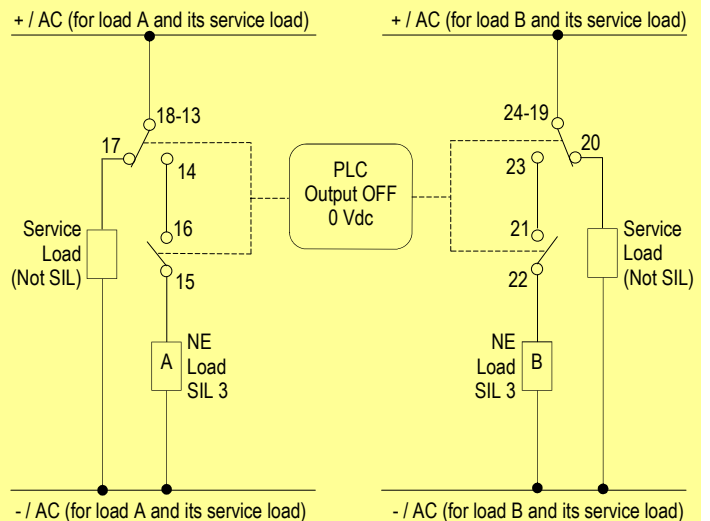 + / AC (for load A and its service load)
+ / AC (for load B and its service load)
18-13
24-19
17
20
14
23
PLC
Output OFF
0 Vdc
16
21
15
22
Service
Load
(Not SIL)
Service
Load
(Not SIL)
A
NE
Load
SIL 3
NE
Load
SIL 3
B
- / AC (for load A and its service load)
- / AC (for load B and its service load)